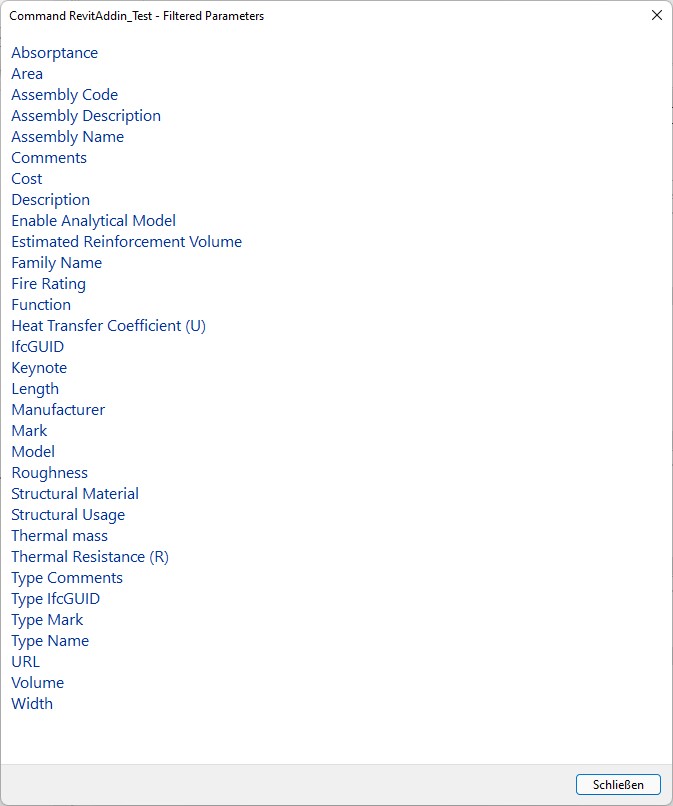 Command RevitAddin_Test - Filtered Parameters
Absorptance
Area
Assembly Code
Assembly Description
Assembly Name
Comments
Cost
Description
Enable Analytical Model
Estimated Reinforcement Volume
Family Name
Fire Rating
Function
Heat Transfer Coefficient (U)
IfcGUID
Keynote
Length
Manufacturer
Mark
Model
Roughness
Structural Material
Structural Usage
Thermal mass
Thermal Resistance (R)
Type Comments
Type IfcGUID
Type Mark
Type Name
URL
Volume
Width
Schließen